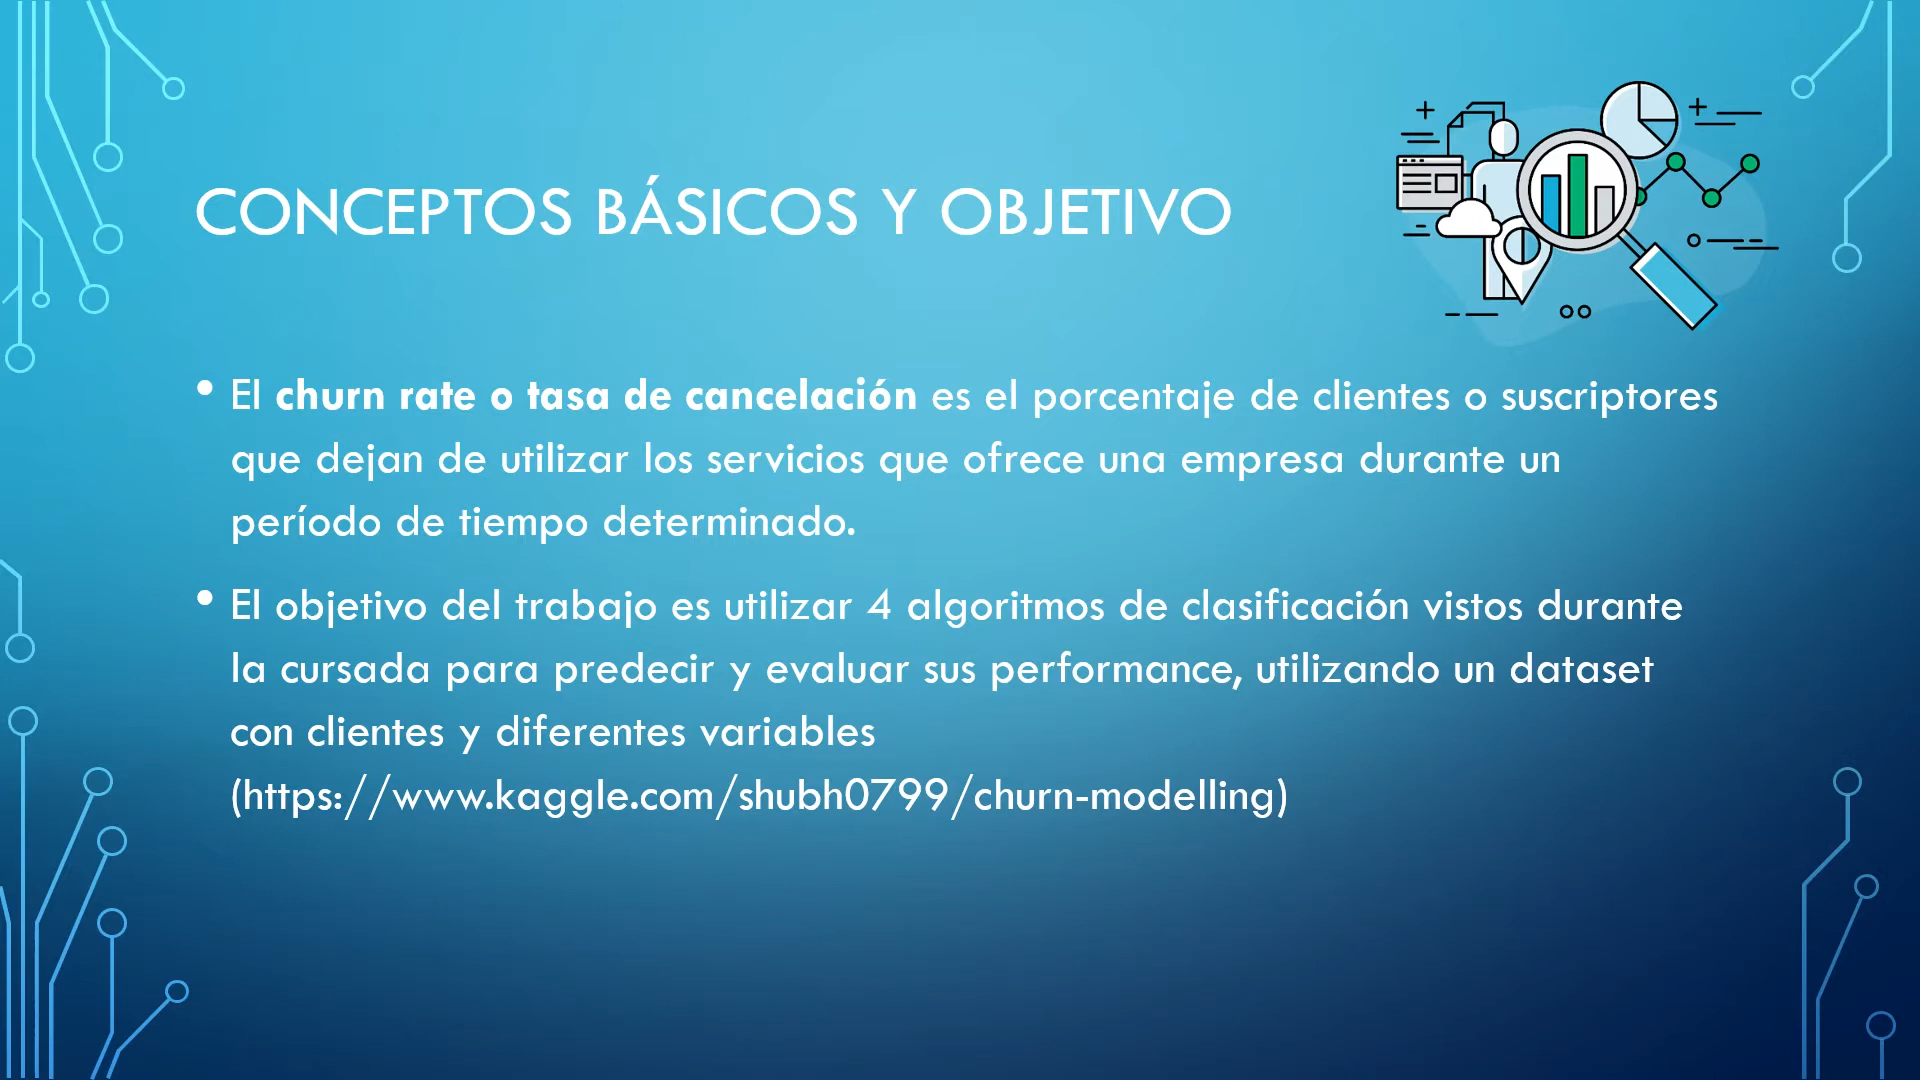 CONCEPTOS BÁSICOS Y OBJETIVO
• El churn rate o tasa de cancelación es el porcentaje de clientes o suscriptores
que dejan de utilizar los servicios que ofrece una empresa durante un
período de tiempo determinado.
• El objetivo del trabajo es utilizar 4 algoritmos de clasificación vistos durante
la cursada para predecir y evaluar sus performance, utilizando un dataset
con clientes y diferentes variables
(https://www.kaggle.com/shubh0799/churn-modelling)